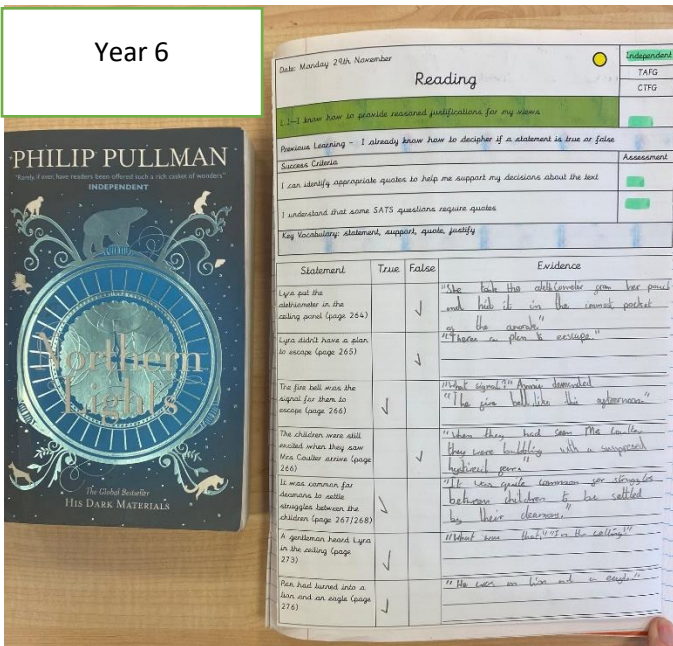 Year 6
PHILIP PULLMAN
"Rarely, if ever, have readers been offered such a rich casket of wonders"
INDEPENDENT
Northern
Lights
The Global Bestseller
HIS DARK MATERIALS
Date: Monday 29th November
Reading
Independent
TAFG
CTFG
L.I-I know how to provide reasoned justifications for my views
Previous Learning - I already know how to decipher if a statement is true or false
Success Criteria
Assessment
I can identify appropriate quotes to help me support my decisions about the text
I understand that some SATS questions require quotes
Key Vocabulary: statement, support, quote, justify
Statement True False Evidence
Lyra put the
alethiometer in the
ceiling panel (page 264)
"She took the alethiometer from her
and hid it in the inmost pocket
of the anorak."
Lyra didn't have a plan
to escape (page 265)
"Theres a plan to escape."
The fire bell was the
signal for them to
escape (page 266)
"What signal?" demanded
"The fire bell like this afternoon"
The children were still
excited when they saw
Mrs Coulter arrive (page
266)
"when they had seen Coulter
they were bubbling with a suppressed
It was common for
deamons to settle
struggles between the
children (page 267/268)
"It was quite common for struggles
between children to be settled
by their deamons."
A gentleman heard Lyra
in the ceiling (page
273)
"What was that," "In the ceiling?"
Pan had turned into a
lion and an eagle (page
276)
"He was a lion and a eagle"